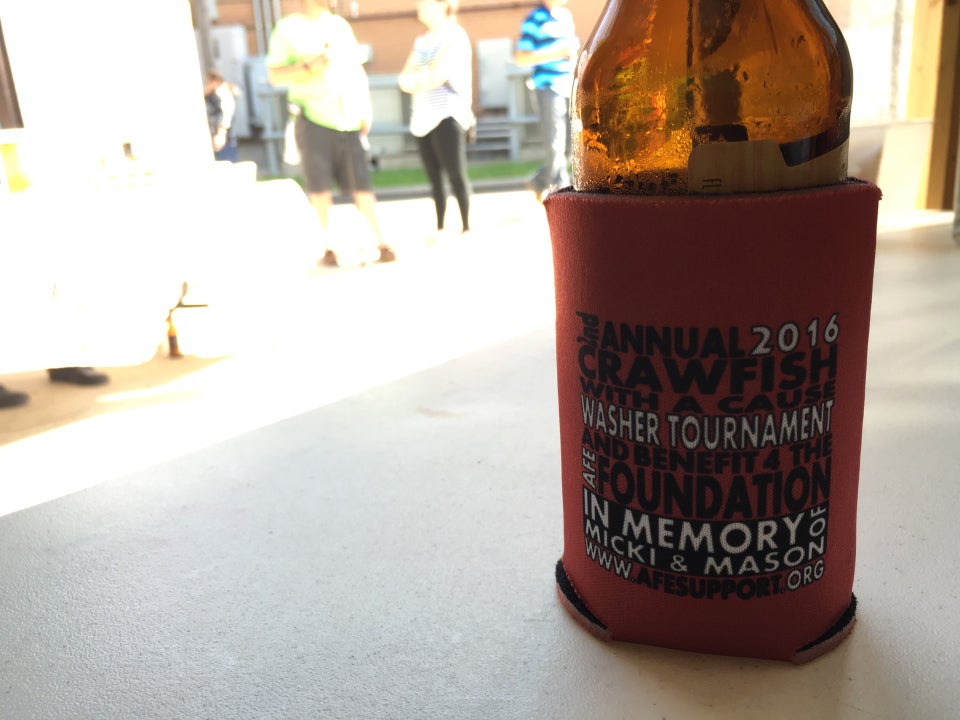 2nd ANNUAL 2016
CRAWFISH
WITH A CAUSE
WASHER TOURNAMENT
AND BENEFIT 4 THE
AFE FOUNDATION
IN MEMORY OF
MICKI & MASON
WWW.AFESUPPORT.ORG